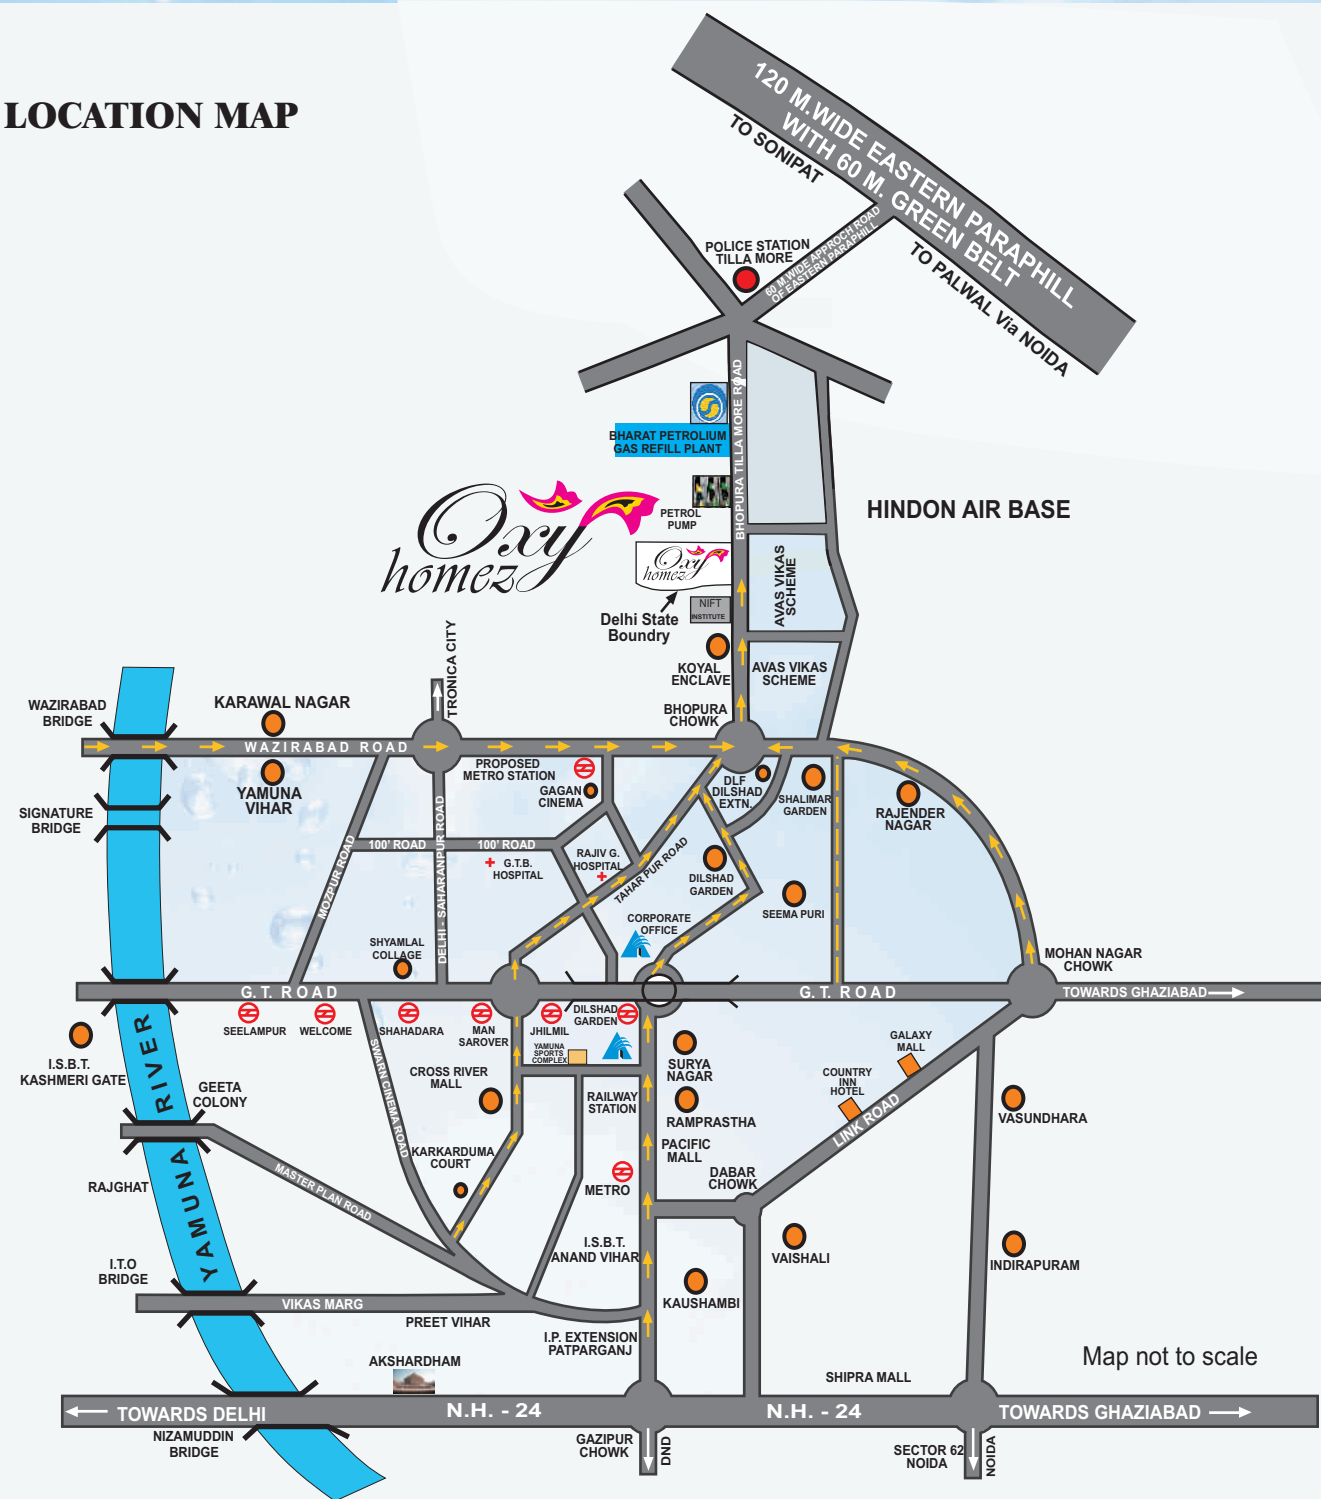 LOCATION MAP
120 M.WIDE EASTERN PARAPHILL
WITH 60 M. GREEN BELT
TO SONIPAT
TO PALWAL Via NOIDA
60 M.WIDE APPROCH ROAD
OF EASTERN PARAPHILL
POLICE STATION
TILLA MORE
BHOPURA TILLA MORE ROAD
BHARAT PETROLIUM
GAS REFILL PLANT
HINDON AIR BASE
PETROL
PUMP
Oxy
homez
Oxy
homez
AVAS VIKAS
SCHEME
NIFT
INSTITUTE
Delhi State
Boundry
KOYAL
ENCLAVE
AVAS VIKAS
SCHEME
TRONICA CITY
BHOPURA
CHOWK
WAZIRABAD
BRIDGE
KARAWAL NAGAR
WAZIRABAD ROAD
PROPOSED
METRO STATION
GAGAN
CINEMA
DLF
DILSHAD
EXTN.
SHALIMAR
GARDEN
RAJENDER
NAGAR
YAMUNA
VIHAR
SIGNATURE
BRIDGE
MOZPUR ROAD
100' ROAD
100' ROAD
DELHI - SAHARANPUR ROAD
G.T.B.
HOSPITAL
RAJIV G.
HOSPITAL
TAHAR PUR ROAD
DILSHAD
GARDEN
SEEMA PURI
CORPORATE
OFFICE
SHYAMLAL
COLLAGE
MOHAN NAGAR
CHOWK
G.T. ROAD
G.T. ROAD
TOWARDS GHAZIABAD
SEELAMPUR
WELCOME
SHAHADARA
MAN
SAROVER
JHILMIL
DILSHAD
GARDEN
YAMUNA
SPORTS
COMPLEX
I.S.B.T.
KASHMERI GATE
YAMUNA RIVER
GEETA
COLONY
SWARN CINEMA ROAD
CROSS RIVER
MALL
RAILWAY
STATION
SURYA
NAGAR
RAMPRASTHA
GALAXY
MALL
COUNTRY
INN
HOTEL
LINK ROAD
VASUNDHARA
PACIFIC
MALL
DABAR
CHOWK
KARKARDUMA
COURT
METRO
RAJGHAT
MASTER PLAN ROAD
I.S.B.T.
ANAND VIHAR
VAISHALI
INDIRAPURAM
I.T.O
BRIDGE
KAUSHAMBI
VIKAS MARG
PREET VIHAR
I.P. EXTENSION
PATPARGANJ
Map not to scale
AKSHARDHAM
SHIPRA MALL
TOWARDS DELHI
N.H. - 24
N.H. - 24
TOWARDS GHAZIABAD
NIZAMUDDIN
BRIDGE
GAZIPUR
CHOWK
DND
SECTOR 62
NOIDA
NOIDA